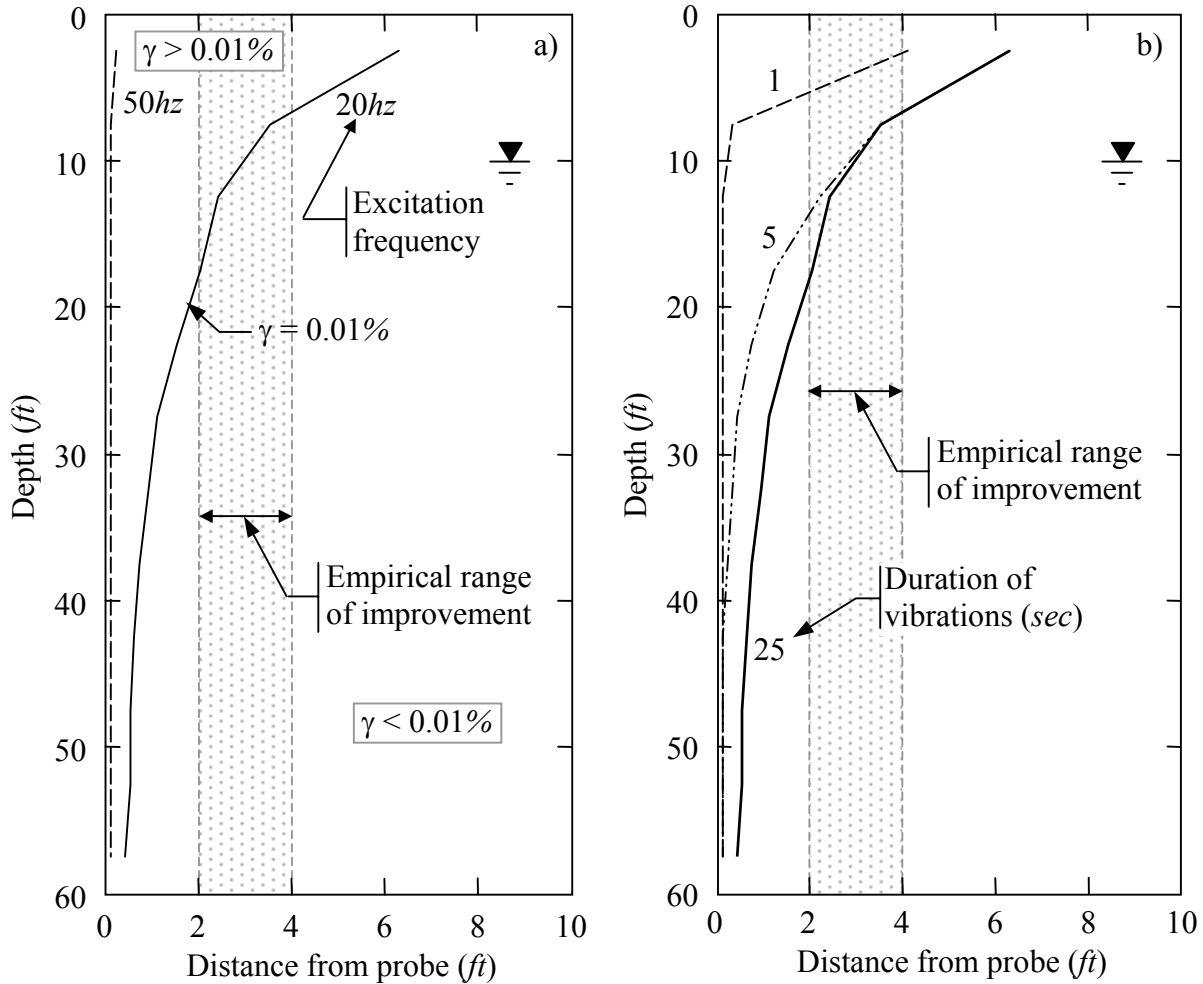 a)
γ > 0.01%
50hz
20hz
Excitation
frequency
γ = 0.01%
Empirical range
of improvement
γ < 0.01%
Depth (ft)
0
10
20
30
40
50
60
0 2 4 6 8 10
Distance from probe (ft)
b)
1
5
Empirical range
of improvement
Duration of
vibrations (sec)
25
Depth (ft)
0
10
20
30
40
50
60
0 2 4 6 8 10
Distance from probe (ft)